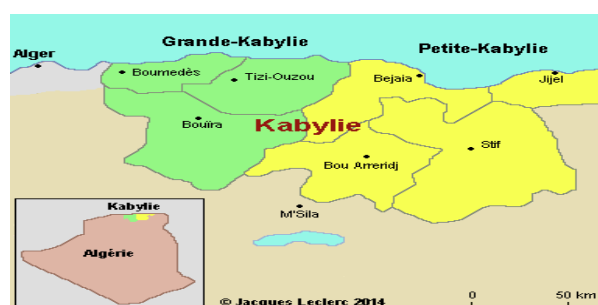 Grande-Kabylie
Petite-Kabylie
Alger
Boumedès
Tizi-Ouzou
Bejaia
Jijel
Bouïra
Kabylie
Stif
Bou Arreridj
M'Sila
Kabylie
Algérie
© Jacques Leclerc 2014
0 50 km